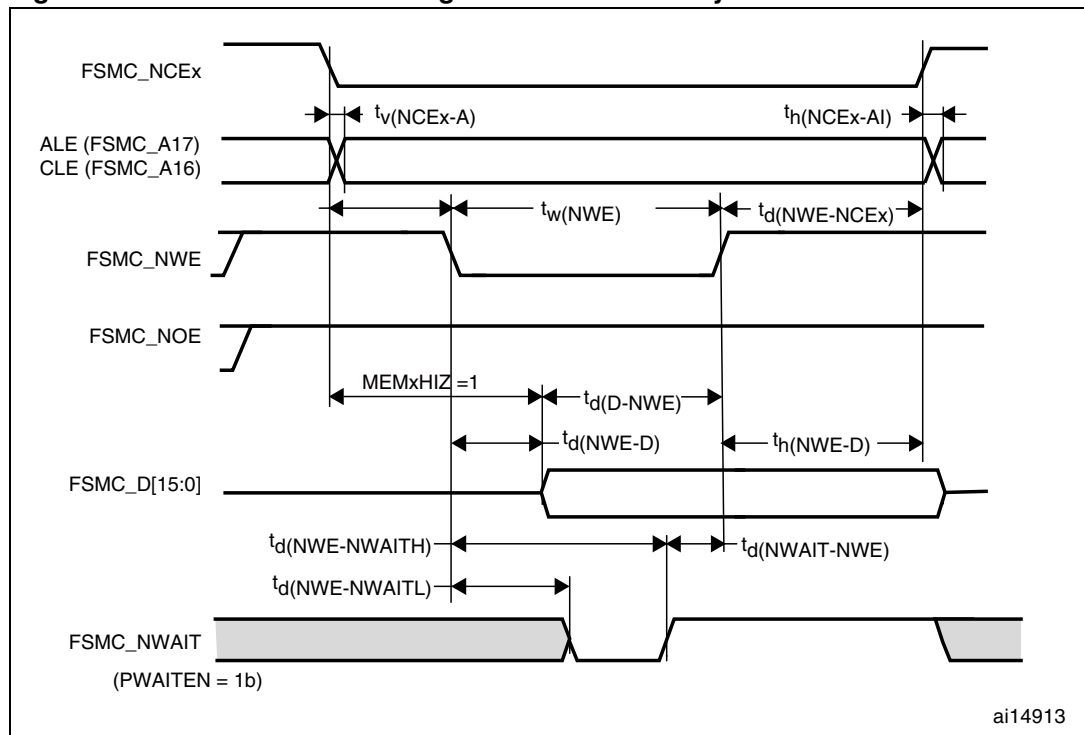 FSMC_NCEx
tv(NCEx-A)
th(NCEx-AI)
ALE (FSMC_A17)
CLE (FSMC_A16)
tw(NWE)
td(NWE-NCEx)
FSMC_NWE
FSMC_NOE
MEMxHIZ =1
td(D-NWE)
td(NWE-D)
th(NWE-D)
FSMC_D[15:0]
td(NWE-NWAITH)
td(NWAIT-NWE)
td(NWE-NWAITL)
FSMC_NWAIT
(PWAITEN = 1b)
ai14913